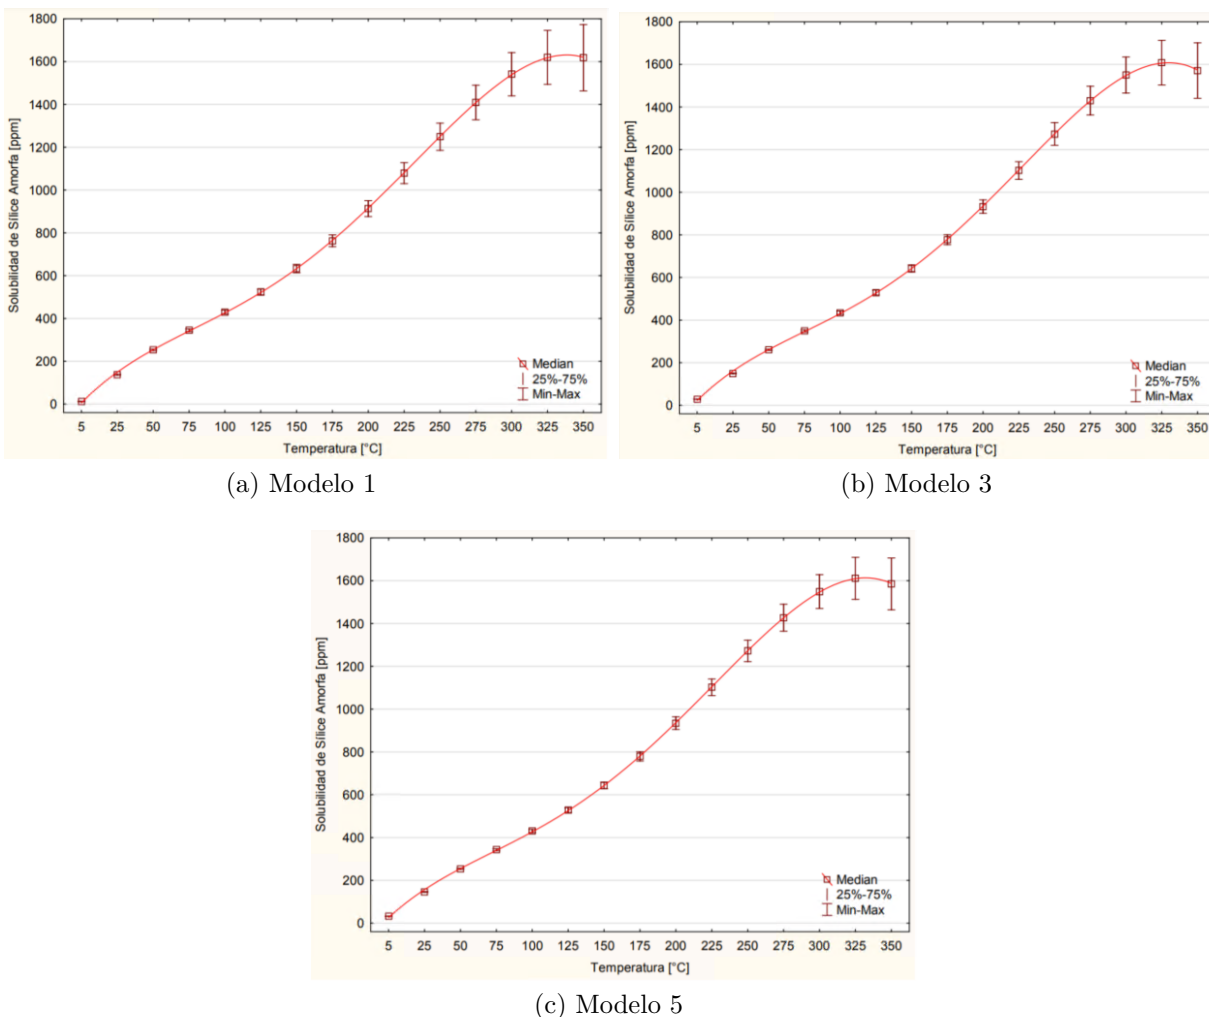 1800
1600
1400
1200
1000
800
600
400
200
0
Solubilidad de Sílice Amorfa [ppm]
5 25 50 75 100 125 150 175 200 225 250 275 300 325 350
Temperatura [°C]
Median
25%-75%
Min-Max
(a) Modelo 1
1800
1600
1400
1200
1000
800
600
400
200
0
Solubilidad de Sílice Amorfa [ppm]
5 25 50 75 100 125 150 175 200 225 250 275 300 325 350
Temperatura [°C]
Median
25%-75%
Min-Max
(b) Modelo 3
1800
1600
1400
1200
1000
800
600
400
200
0
Solubilidad de Sílice Amorfa [ppm]
5 25 50 75 100 125 150 175 200 225 250 275 300 325 350
Temperatura [°C]
Median
25%-75%
Min-Max
(c) Modelo 5